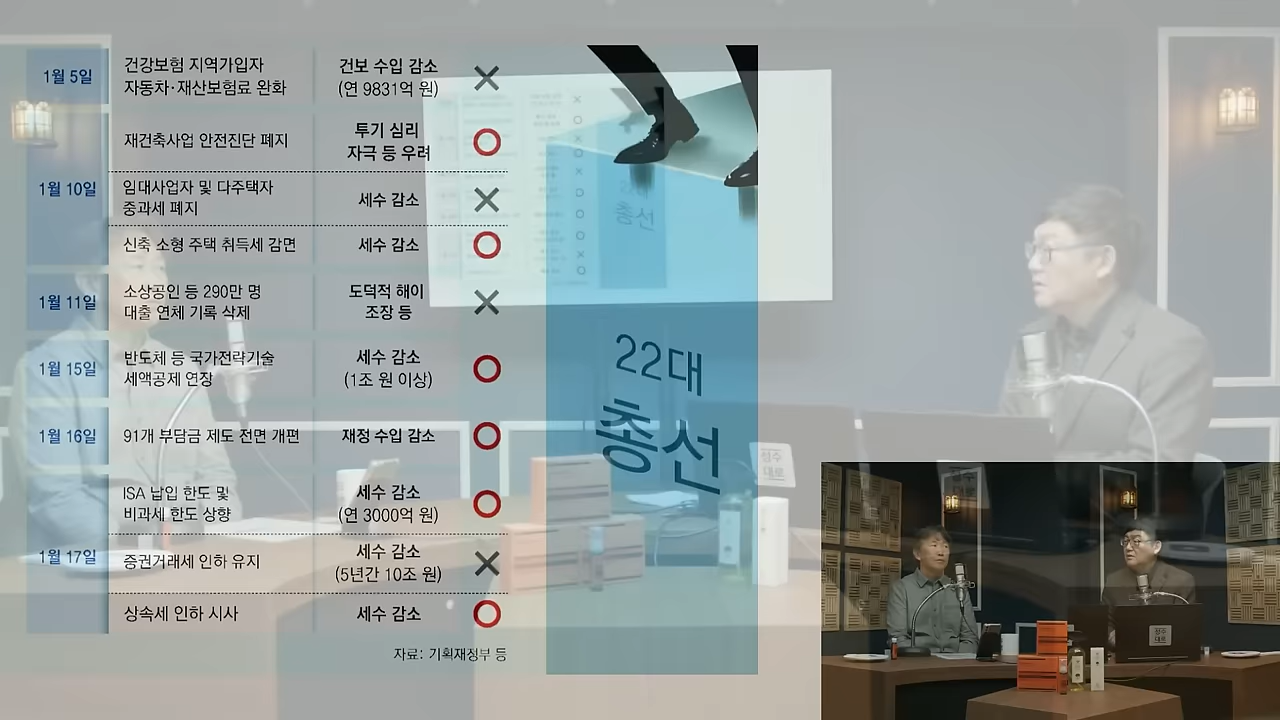 1월 5일
건강보험 지역가입자
자동차·재산보험료 완화
건보 수입 감소
(연 9831억 원)
재건축사업 안전진단 폐지
투기 심리
자극 등 우려
1월 10일
임대사업자 및 다주택자
중과세 폐지
세수 감소
신축 소형 주택 취득세 감면
세수 감소
1월 11일
소상공인 등 290만 명
대출 연체 기록 삭제
도덕적 해이
조장 등
1월 15일
반도체 등 국가전략기술
세액공제 연장
세수 감소
(1조 원 이상)
1월 16일
91개 부담금 제도 전면 개편
재정 수입 감소
ISA 납입 한도 및
비과세 한도 상향
세수 감소
(연 3000억 원)
1월 17일
증권거래세 인하 유지
세수 감소
(5년간 10조 원)
상속세 인하 시사
세수 감소
자료: 기획재정부 등
22대
총선
총선
정수
대로
정수
대로